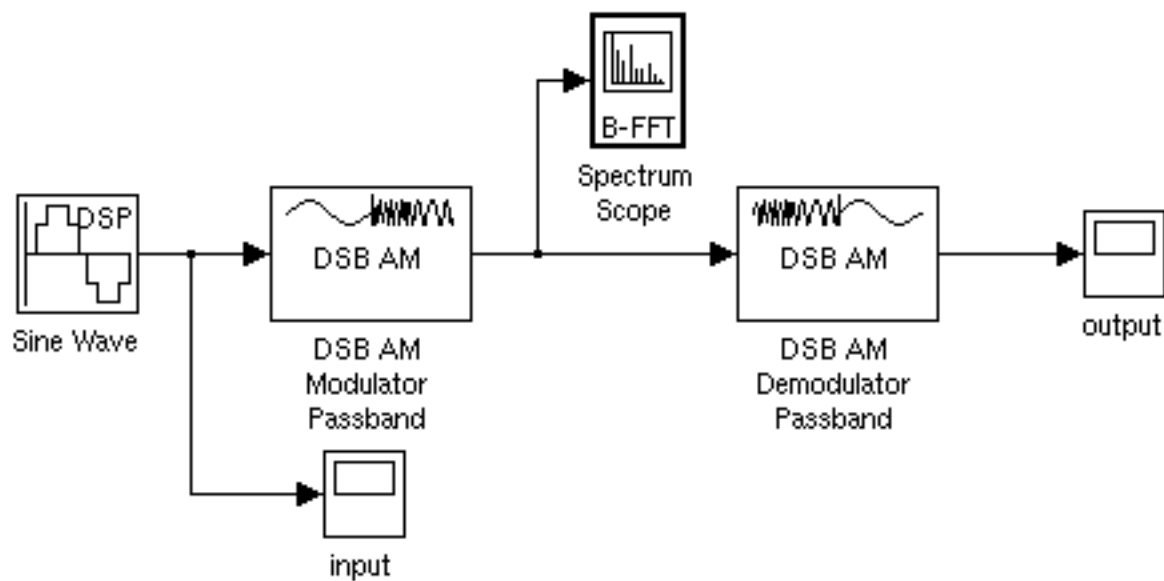 B-FFT
Spectrum
Scope
DSP
Sine Wave
DSB AM
DSB AM
Modulator
Passband
DSB AM
DSB AM
Demodulator
Passband
output
input